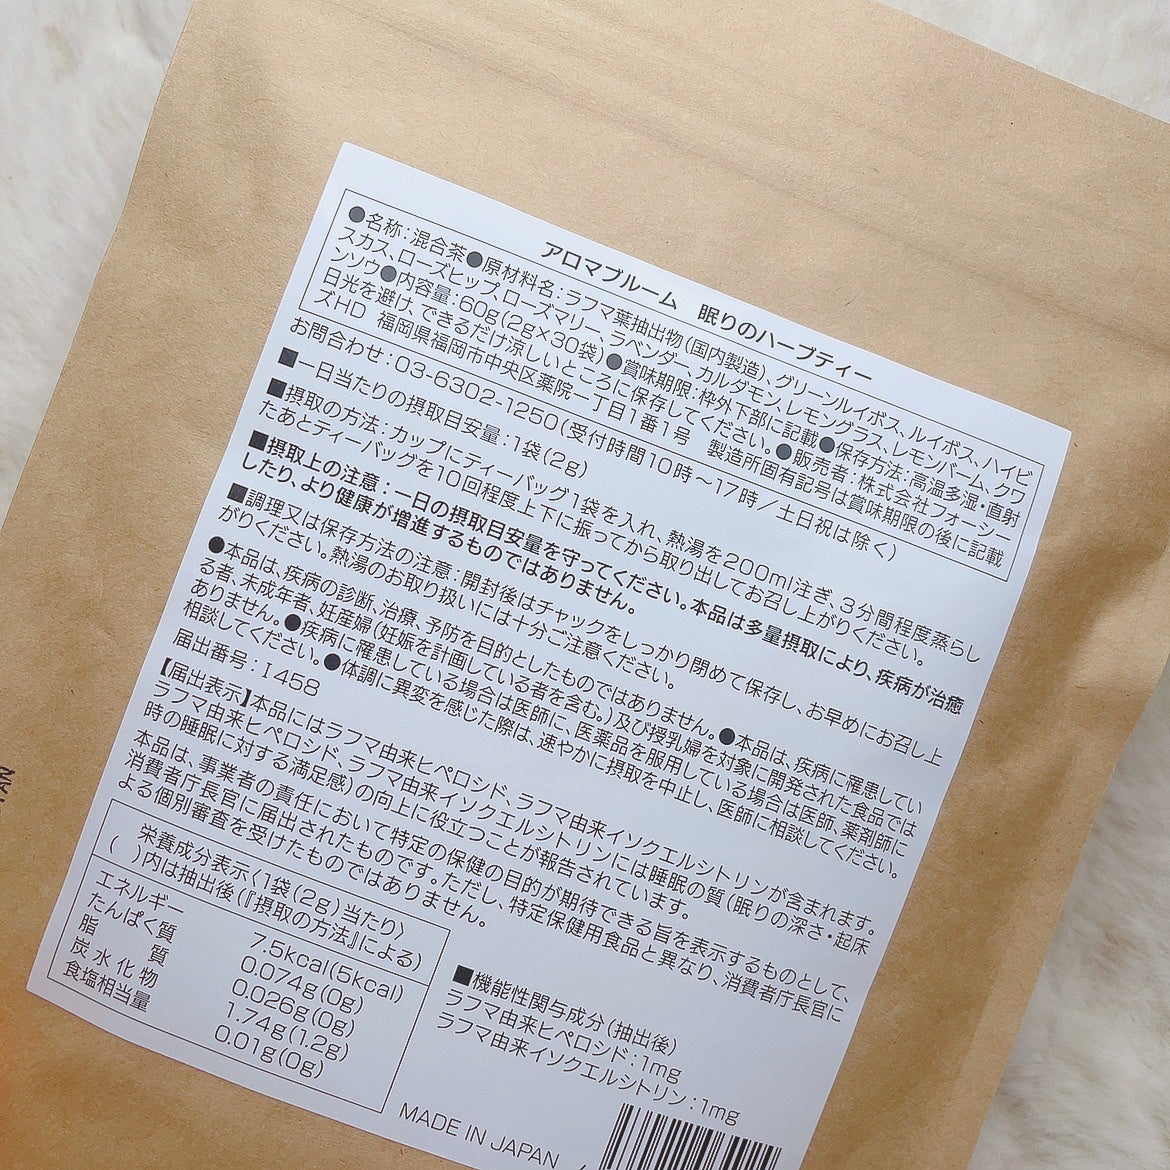 アロマブルーム 眠りのハーブティー
●名称:混合茶●原材料名:ラフマ葉抽出物(国内製造)、グリーンルイボス、ルイボス、ハイビ
スカス、ローズヒップ、ローズマリー、ラベンダー、カルダモン、レモングラス、レモンバーム、クワ
ンソウ●内容量:60g(2g×30袋)●賞味期限:枠外下部に記載●保存方法:高温多湿・直射
日光を避け、できるだけ涼しいところに保存してください。●販売者:株式会社フォーシー
ズHD 福岡県福岡市中央区薬院一丁目1番1号 製造所固有記号は賞味期限の後に記載
お問合わせ:03-6302-1250(受付時間10時～17時/土日祝は除く)
■一日当たりの摂取目安量:1袋(2g)
■摂取の方法:カップにティーバッグ1袋を入れ、熱湯を200ml注ぎ、3分間程度蒸らし
たあとティーバッグを10回程度上下に振ってから取り出してお召し上がりください。
■摂取上の注意:一日の摂取目安量を守ってください。本品は多量摂取により、疾病が治癒
したり、より健康が増進するものではありません。
■調理又は保存方法の注意:開封後はチャックをしっかり閉めて保存し、お早めにお召し上
がりください。熱湯のお取り扱いには十分ご注意ください。
●本品は、疾病の診断、治療、予防を目的としたものではありません。●本品は、疾病に罹患してい
る者、未成年者、妊産婦(妊娠を計画している者を含む。)及び授乳婦を対象に開発された食品では
ありません。●疾病に罹患している場合は医師に、医薬品を服用している場合は医師、薬剤師に
相談してください。●体調に異変を感じた際は、速やかに摂取を中止し、医師に相談してください。
届出番号:I458
【届出表示】本品にはラフマ由来ヒペロシド、ラフマ由来イソクエルシトリンが含まれます。
ラフマ由来ヒペロシド、ラフマ由来イソクエルシトリンには睡眠の質(眠りの深さ・起床
時の睡眠に対する満足感)の向上に役立つことが報告されています。
本品は、事業者の責任において特定の保健の目的が期待できる旨を表示するものとして、
消費者庁長官に届出されたものです。ただし、特定保健用食品と異なり、消費者庁長官に
よる個別審査を受けたものではありません。
栄養成分表示〈1袋(2g)当たり〉
( )内は抽出後(『摂取の方法』による)
エネルギー 7.5kcal(5kcal)
たんぱく質 0.074g(0g)
脂質 0.026g(0g)
炭水化物 1.74g(1.2g)
食塩相当量 0.01g(0g)
■機能性関与成分(抽出後)
ラフマ由来ヒペロシド:1mg
ラフマ由来イソクエルシトリン:1mg
MADE IN JAPAN